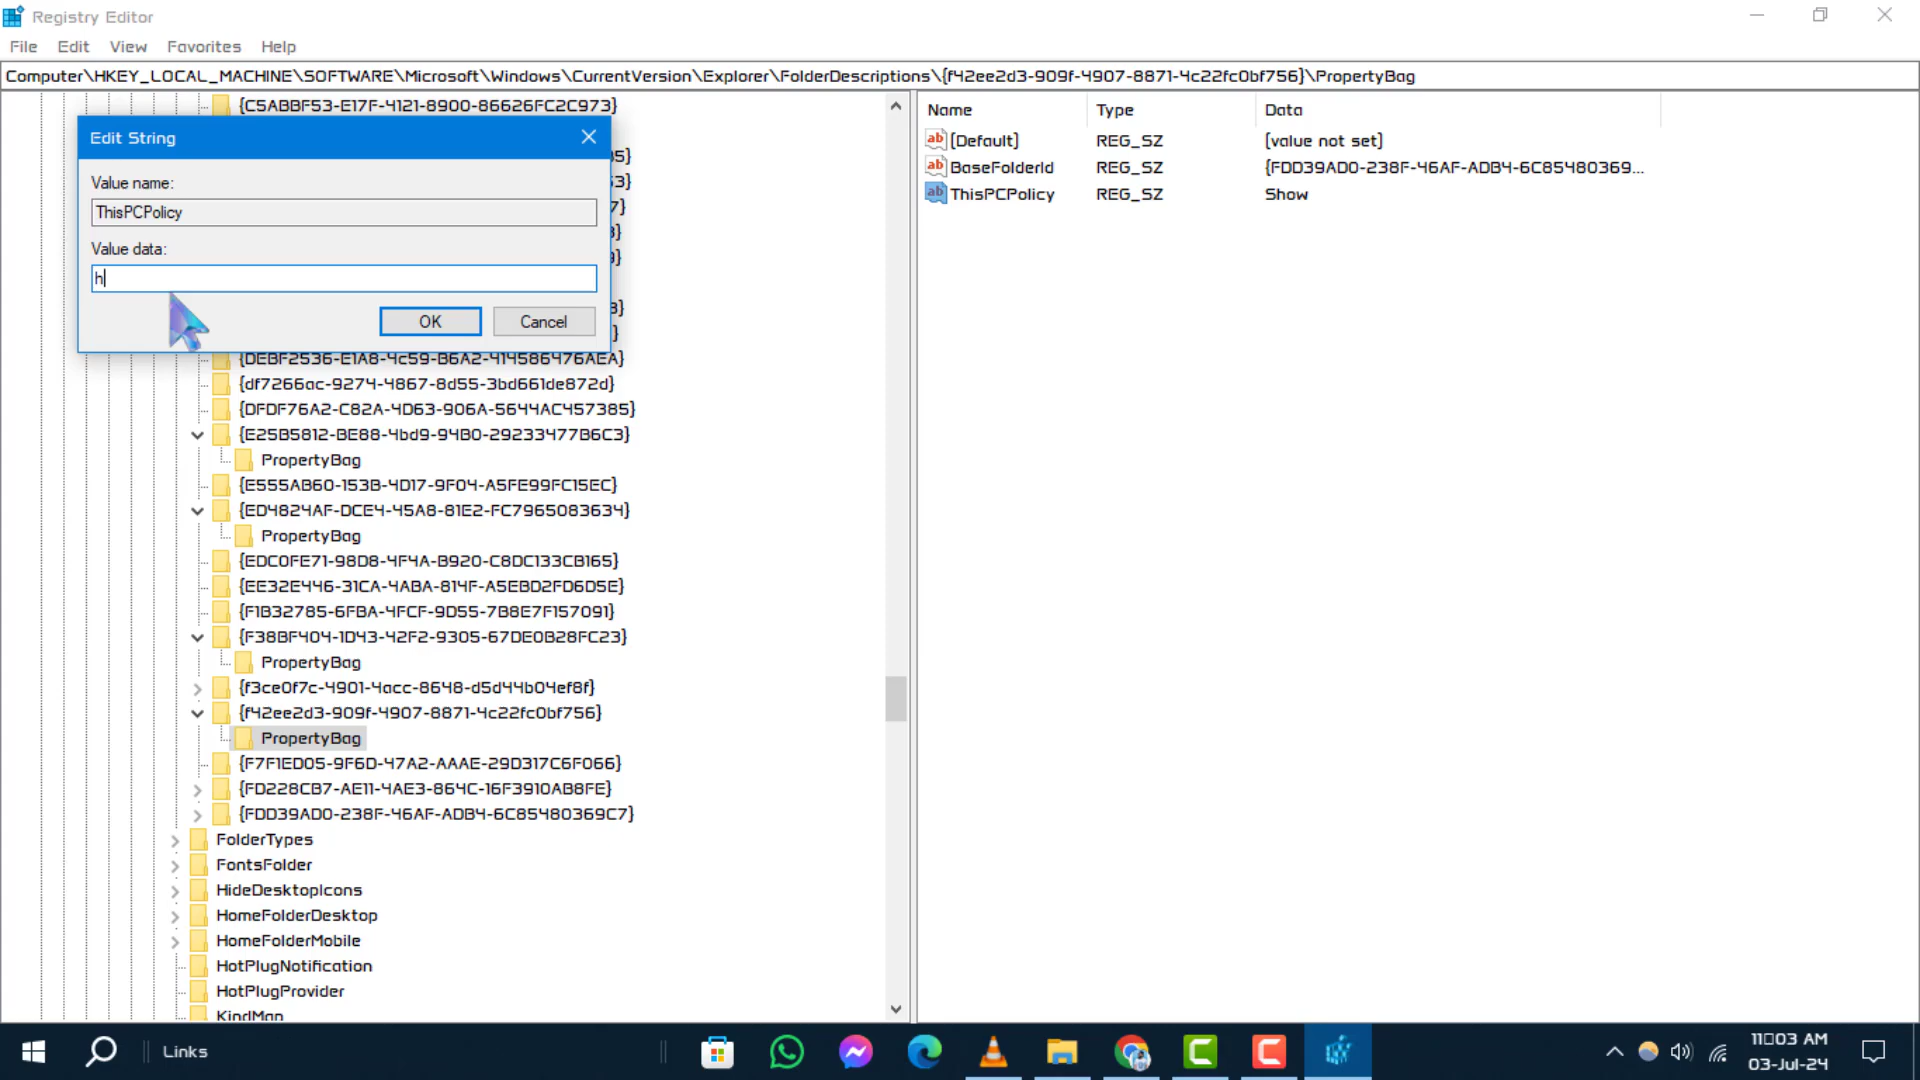 Registry Editor
File Edit View Favorites Help
Computer\HKEY_LOCAL_MACHINE\SOFTWARE\Microsoft\Windows\CurrentVersion\Explorer\FolderDescriptions\{f42ee2d3-909f-4907-8871-4c22fc0bf756}\PropertyBag
{C5ABBF53-E17F-4121-8900-86626FC2C973}
Edit String
Value name:
ThisPCPolicy
Value data:
h
OK Cancel
{DEBF2536-E1A8-4c59-B6A2-414586476AEA}
{df7266ac-9274-4867-8d55-3bd661de872d}
{DFDF76A2-C82A-4D63-906A-5644AC457385}
{E25B5812-BE88-4bd9-94B0-29233477B6C3}
PropertyBag
{E555AB60-153B-4D17-9F04-A5FE99FC15EC}
{ED4824AF-DCE4-45A8-81E2-FC7965083634}
PropertyBag
{EDC0FE71-98D8-4F4A-B920-C8DC133CB165}
{EE32E446-31CA-4ABA-814F-A5EBD2FD6D5E}
{F1B32785-6FBA-4FCF-9D55-7B8E7F157091}
{F38BF404-1D43-42F2-9305-67DE0B28FC23}
PropertyBag
{f3ce0f7c-4901-4acc-8648-d5d44b04ef8f}
{f42ee2d3-909f-4907-8871-4c22fc0bf756}
PropertyBag
{F7F1ED05-9F6D-47A2-AAAE-29D317C6F066}
{FD228CB7-AE11-4AE3-864C-16F3910AB8FE}
{FDD39AD0-238F-46AF-ADB4-6C85480369C7}
FolderTypes
FontsFolder
HideDesktopIcons
HomeFolderDesktop
HomeFolderMobile
HotPlugNotification
HotPlugProvider
KindMap
Name Type Data
(Default) REG_SZ (value not set)
BaseFolderId REG_SZ {FDD39AD0-238F-46AF-ADB4-6C85480369...
ThisPCPolicy REG_SZ Show
Links
11:03 AM
03-Jul-24